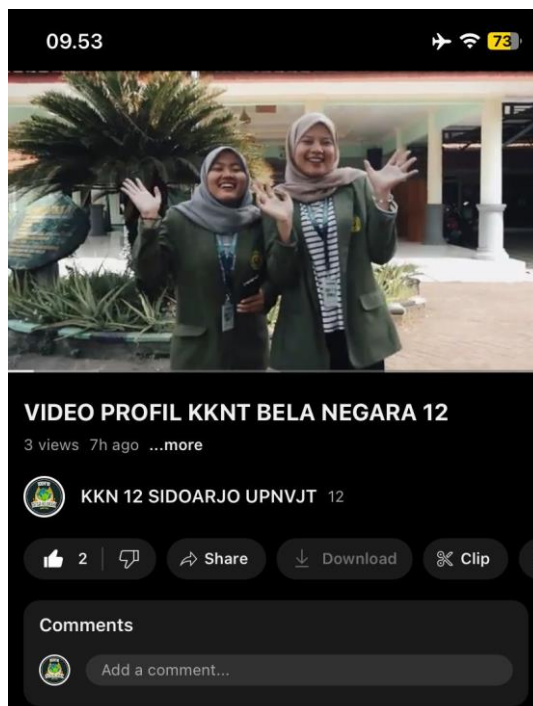 09.53
73
VIDEO PROFIL KKNT BELA NEGARA 12
3 views 7h ago ...more
KKN 12 SIDOARJO UPNVJT 12
2 Share Download Clip
Comments
Add a comment...